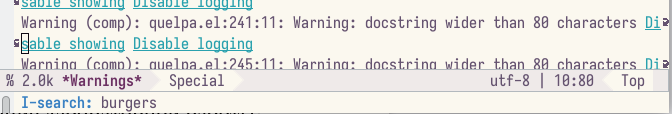 sable showing Disable logging
Warning (comp): quelpa.el:241:11: Warning: docstring wider than 80 characters Di
sable showing Disable logging
Warning (comp): quelpa.el:245:11: Warning: docstring wider than 80 characters Di
% 2.0k *Warnings* Special utf-8 | 10:80 Top
I-search: burgers